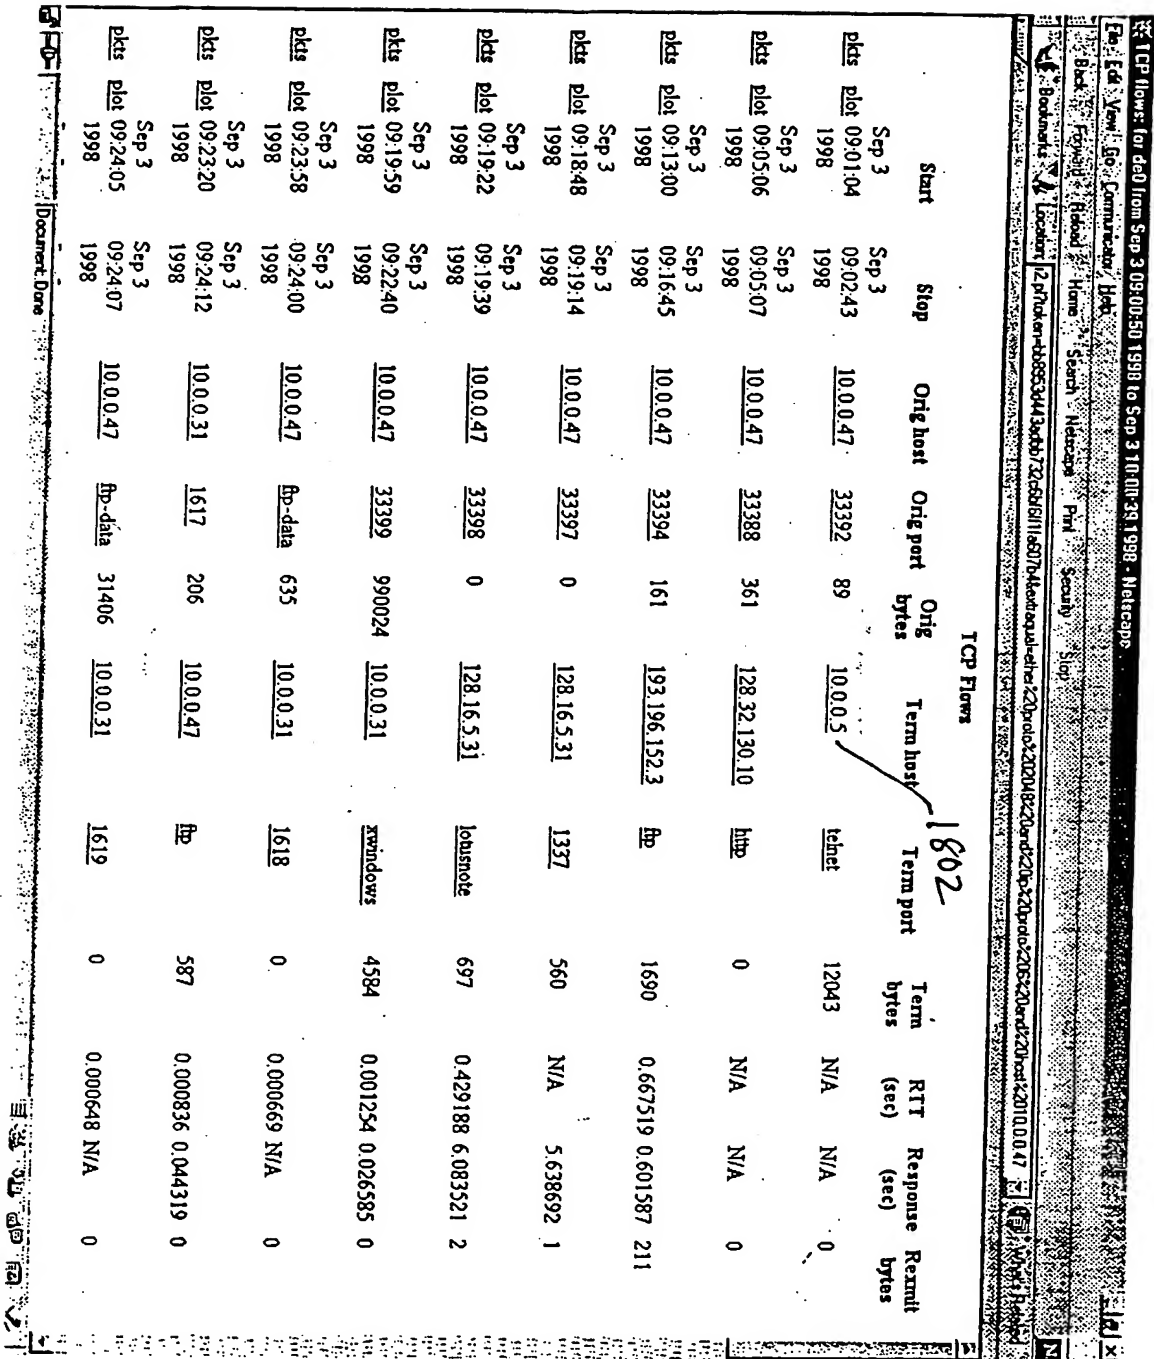 TCP flows: for de0 from Sep 3 09:00:50 1998 to Sep 3 10:00:39 1998 - Netscape
File Edit View Go Communicator Help
Back Forward Reload Home Search Netscape Print Security Stop
Bookmarks Location: What's Related
TCP Flows
1802
Start Stop Orig host Orig port Orig bytes Term host Term port Term bytes RTT (sec) Response (sec) Rexmit bytes
pkts plot Sep 3 09:01:04 1998 Sep 3 09:02:43 1998 10.0.0.47 33392 89 10.0.0.5 telnet 12043 N/A N/A 0
pkts plot Sep 3 09:05:06 1998 Sep 3 09:05:07 1998 10.0.0.47 33388 361 128.32.130.10 http 0 N/A N/A 0
pkts plot Sep 3 09:13:00 1998 Sep 3 09:16:45 1998 10.0.0.47 33394 161 193.196.152.3 ftp 1690 0.667519 0.601587 211
pkts plot Sep 3 09:18:48 1998 Sep 3 09:19:14 1998 10.0.0.47 33397 0 128.16.5.31 1337 560 N/A 5.638692 1
pkts plot Sep 3 09:19:22 1998 Sep 3 09:19:39 1998 10.0.0.47 33398 0 128.16.5.31 lotusnote 697 0.429188 6.083521 2
pkts plot Sep 3 09:19:59 1998 Sep 3 09:22:40 1998 10.0.0.47 33399 990024 10.0.0.31 xwindows 4584 0.001254 0.026585 0
pkts plot Sep 3 09:23:58 1998 Sep 3 09:24:00 1998 10.0.0.47 ftp-data 635 10.0.0.31 1618 0 0.000669 N/A 0
pkts plot Sep 3 09:23:20 1998 Sep 3 09:24:12 1998 10.0.0.31 1617 206 10.0.0.47 ftp 587 0.000836 0.044319 0
pkts plot Sep 3 09:24:05 1998 Sep 3 09:24:07 1998 10.0.0.47 ftp-data 31406 10.0.0.31 1619 0 0.000648 N/A 0
Document: Done